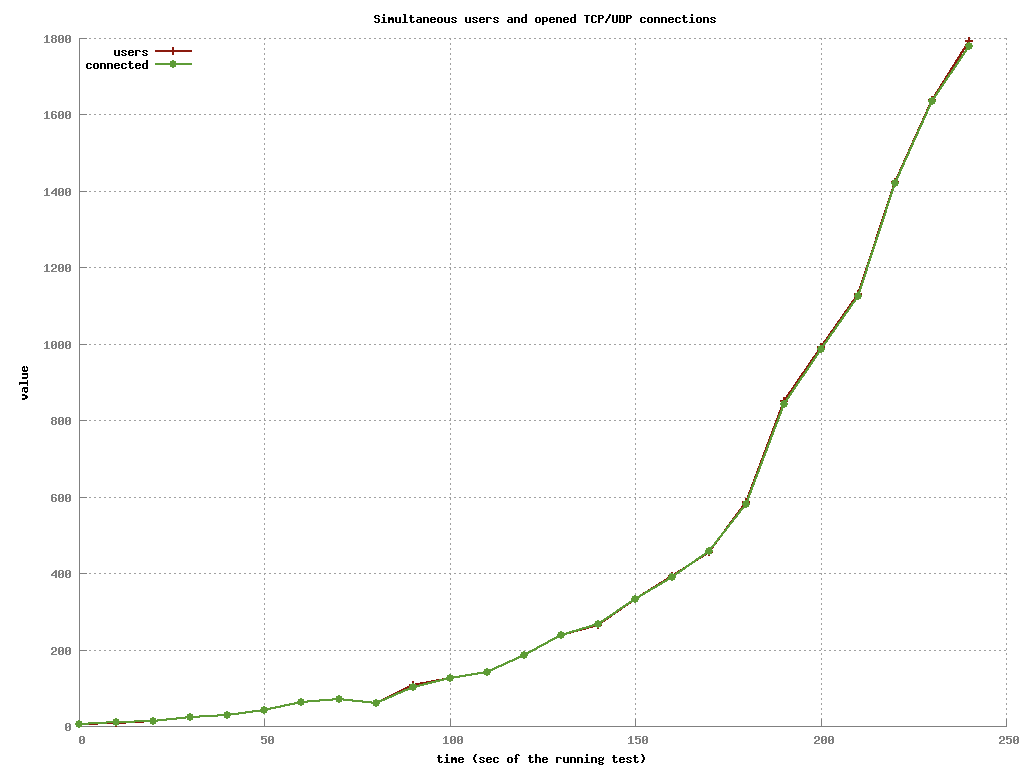 Simultaneous users and opened TCP/UDP connections
users
connected
1800
1600
1400
1200
1000
800
600
400
200
0
value
0 50 100 150 200 250
time (sec of the running test)